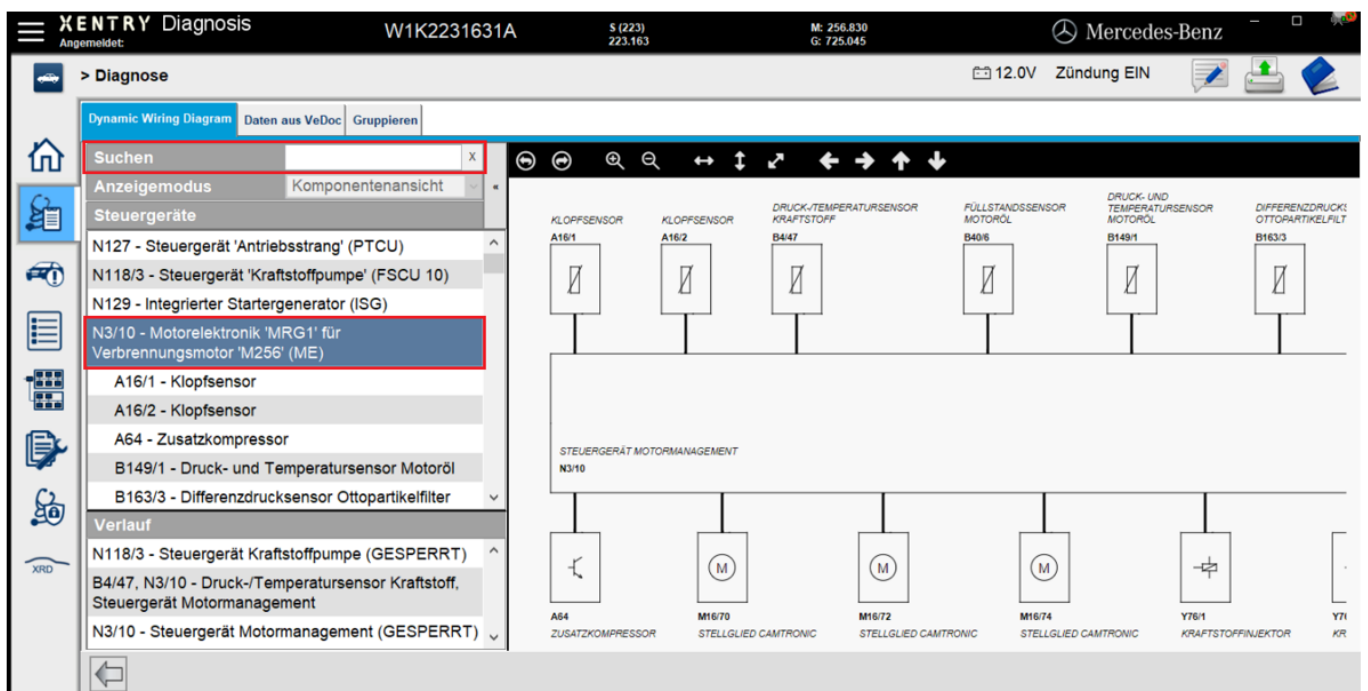 XENTRY Diagnosis
Angemeldet:
W1K2231631A
S (223)
223.163
M: 256.830
G: 725.045
Mercedes-Benz
> Diagnose
12.0V Zündung EIN
Dynamic Wiring Diagram Daten aus VeDoc Gruppieren
Suchen X
Anzeigemodus Komponentenansicht
Steuergeräte
N127 - Steuergerät 'Antriebsstrang' (PTCU)
N118/3 - Steuergerät 'Kraftstoffpumpe' (FSCU 10)
N129 - Integrierter Startergenerator (ISG)
N3/10 - Motorelektronik 'MRG1' für
Verbrennungsmotor 'M256' (ME)
A16/1 - Klopfsensor
A16/2 - Klopfsensor
A64 - Zusatzkompressor
B149/1 - Druck- und Temperatursensor Motoröl
B163/3 - Differenzdrucksensor Ottopartikelfilter
Verlauf
N118/3 - Steuergerät Kraftstoffpumpe (GESPERRT)
B4/47, N3/10 - Druck-/Temperatursensor Kraftstoff,
Steuergerät Motormanagement
N3/10 - Steuergerät Motormanagement (GESPERRT)
XRD
KLOPFSENSOR
A16/1
KLOPFSENSOR
A16/2
DRUCK-/TEMPERATURSENSOR
KRAFTSTOFF
B4/47
FÜLLSTANDSSENSOR
MOTORÖL
B40/6
DRUCK- UND
TEMPERATURSENSOR
MOTORÖL
B149/1
DIFFERENZDRUCKS
OTTOPARTIKELFILT
B163/3
STEUERGERÄT MOTORMANAGEMENT
N3/10
M
M
M
A64
ZUSATZKOMPRESSOR
M16/70
STELLGLIED CAMTRONIC
M16/72
STELLGLIED CAMTRONIC
M16/74
STELLGLIED CAMTRONIC
Y76/1
KRAFTSTOFFINJEKTOR
Y76
KR